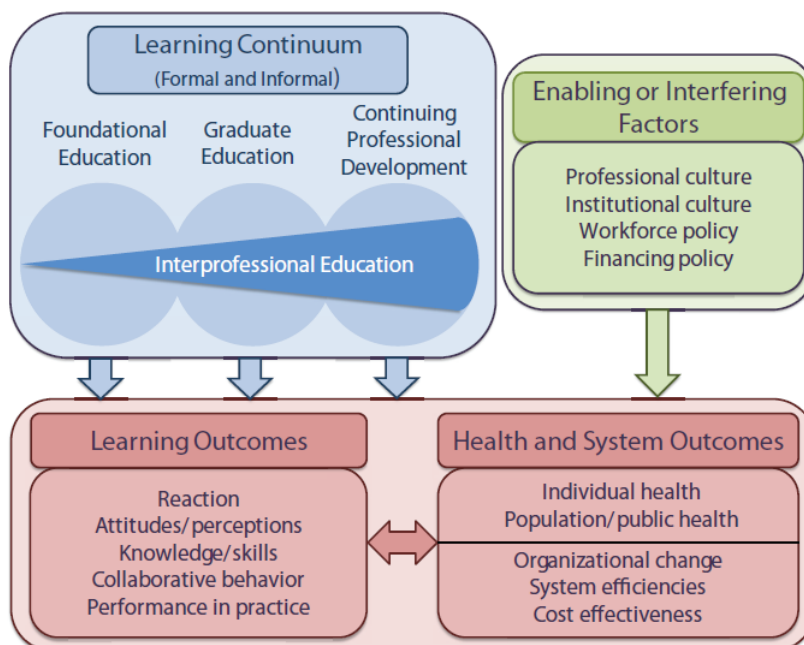 Learning Continuum
(Formal and Informal)
Foundational
Education
Graduate
Education
Continuing
Professional
Development
Interprofessional Education
Enabling or Interfering
Factors
Professional culture
Institutional culture
Workforce policy
Financing policy
Learning Outcomes
Reaction
Attitudes/perceptions
Knowledge/skills
Collaborative behavior
Performance in practice
Health and System Outcomes
Individual health
Population/public health
Organizational change
System efficiencies
Cost effectiveness